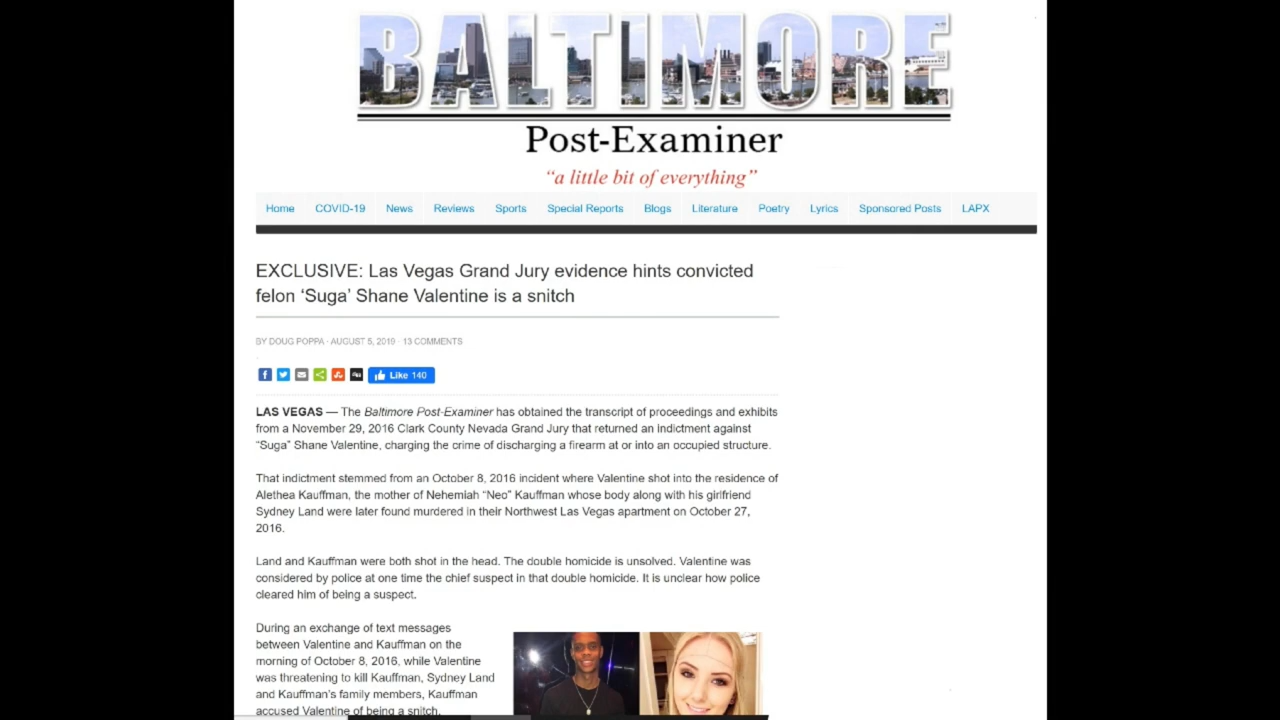 BALTIMORE
Post-Examiner
“a little bit of everything”
Home COVID-19 News Reviews Sports Special Reports Blogs Literature Poetry Lyrics Sponsored Posts LAPX
EXCLUSIVE: Las Vegas Grand Jury evidence hints convicted
felon ‘Suga’ Shane Valentine is a snitch
BY DOUG POPPA · AUGUST 5, 2019 · 13 COMMENTS
Like 140
LAS VEGAS — The Baltimore Post-Examiner has obtained the transcript of proceedings and exhibits
from a November 29, 2016 Clark County Nevada Grand Jury that returned an indictment against
“Suga” Shane Valentine, charging the crime of discharging a firearm at or into an occupied structure.
That indictment stemmed from an October 8, 2016 incident where Valentine shot into the residence of
Alethea Kauffman, the mother of Nehemiah “Neo” Kauffman whose body along with his girlfriend
Sydney Land were later found murdered in their Northwest Las Vegas apartment on October 27,
2016.
Land and Kauffman were both shot in the head. The double homicide is unsolved. Valentine was
considered by police at one time the chief suspect in that double homicide. It is unclear how police
cleared him of being a suspect.
During an exchange of text messages
between Valentine and Kauffman on the
morning of October 8, 2016, while Valentine
was threatening to kill Kauffman, Sydney Land
and Kauffman’s family members, Kauffman
accused Valentine of being a snitch.